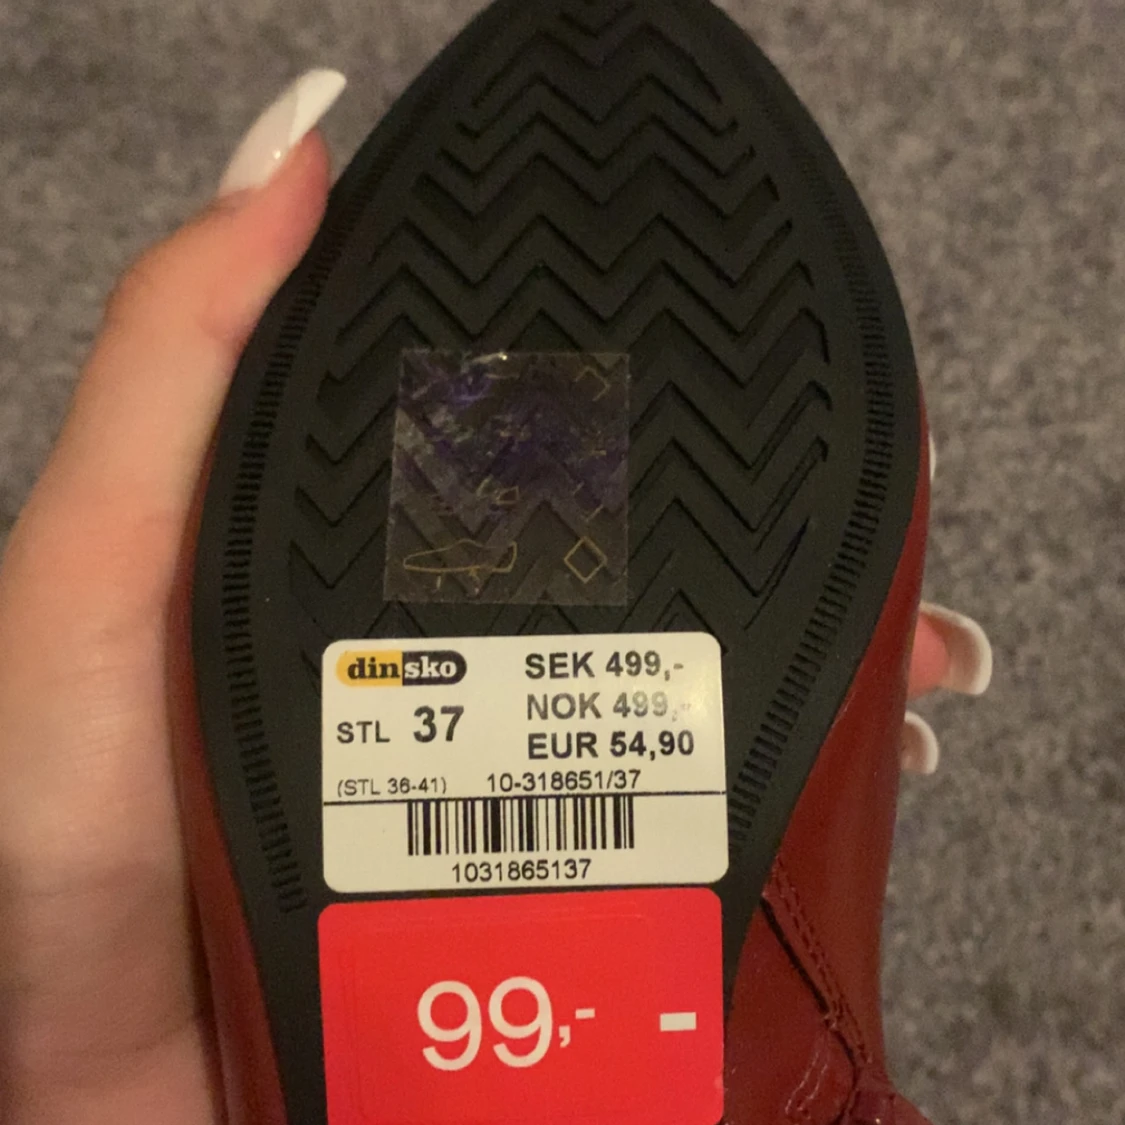 dinsko
SEK 499,-
NOK 499,-
EUR 54,90
STL 37
(STL 36-41) 10-318651/37
1031865137
99,- -